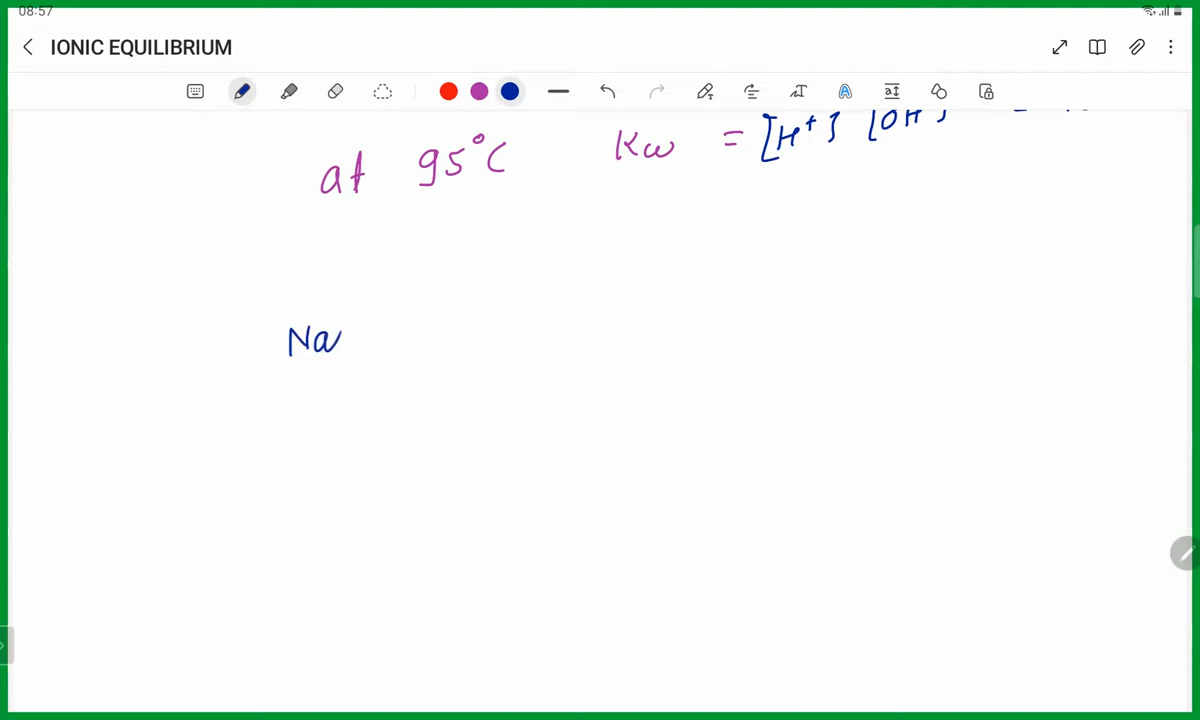 08:57
IONIC EQUILIBRIUM
at 95°C Kw = [H+] [OH-]
Na